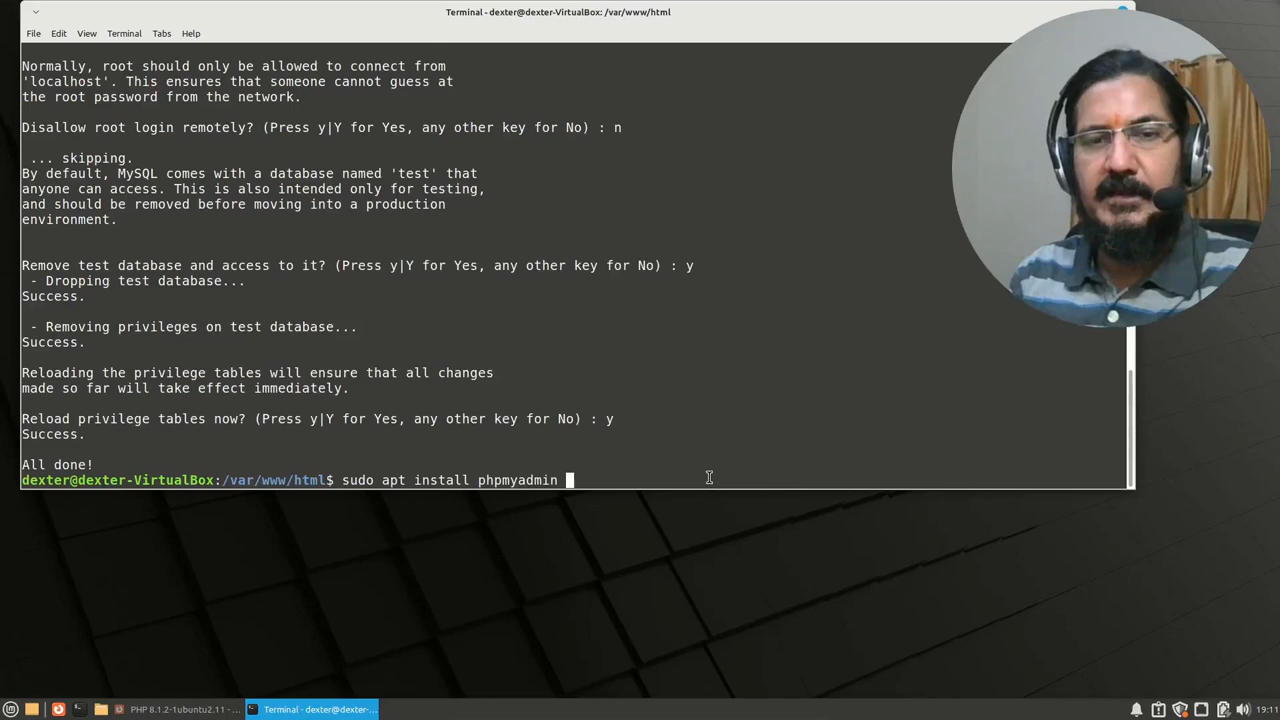 Terminal - dexter@dexter-VirtualBox: /var/www/html
File Edit View Terminal Tabs Help
Normally, root should only be allowed to connect from
'localhost'. This ensures that someone cannot guess at
the root password from the network.
Disallow root login remotely? (Press y|Y for Yes, any other key for No) : n
... skipping.
By default, MySQL comes with a database named 'test' that
anyone can access. This is also intended only for testing,
and should be removed before moving into a production
environment.
Remove test database and access to it? (Press y|Y for Yes, any other key for No) : y
- Dropping test database...
Success.
- Removing privileges on test database...
Success.
Reloading the privilege tables will ensure that all changes
made so far will take effect immediately.
Reload privilege tables now? (Press y|Y for Yes, any other key for No) : y
Success.
All done!
dexter@dexter-VirtualBox:/var/www/html$ sudo apt install phpmyadmin
PHP 8.1.2-1ubuntu2.11 - ... Terminal - dexter@dexter-... 19:11